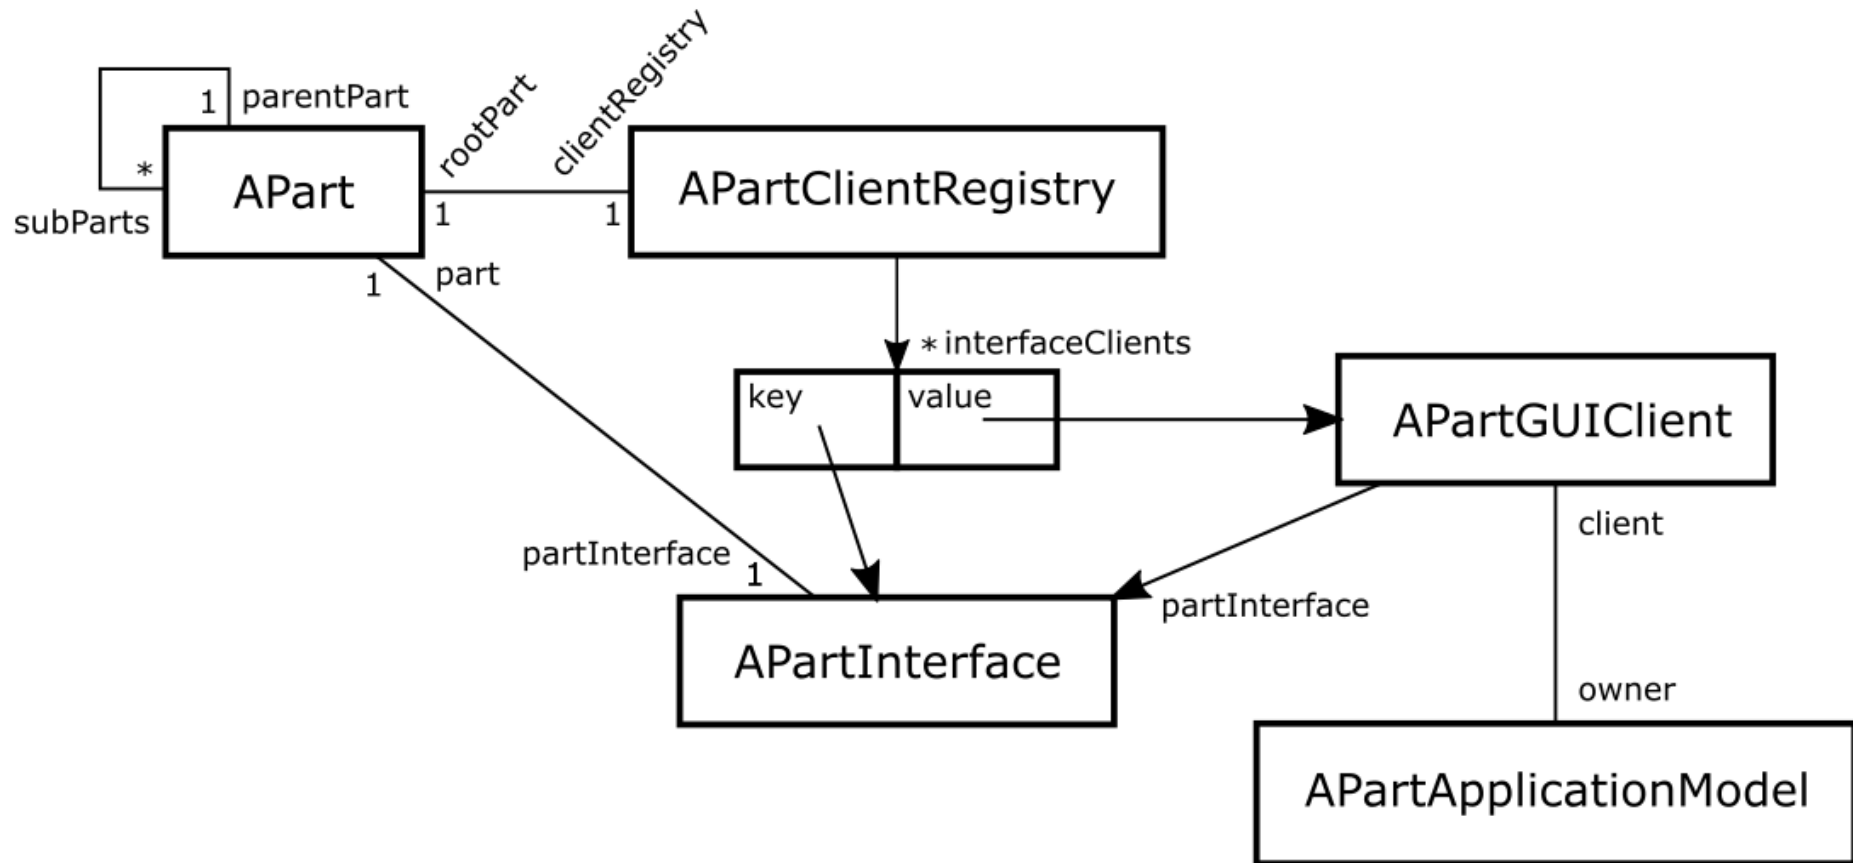 rootPart
clientRegistry
1 parentPart
*
APart
APartClientRegistry
subParts
1
1
1
part
* interfaceClients
key
value
APartGUIClient
client
partInterface
1
partInterface
APartInterface
owner
APartApplicationModel